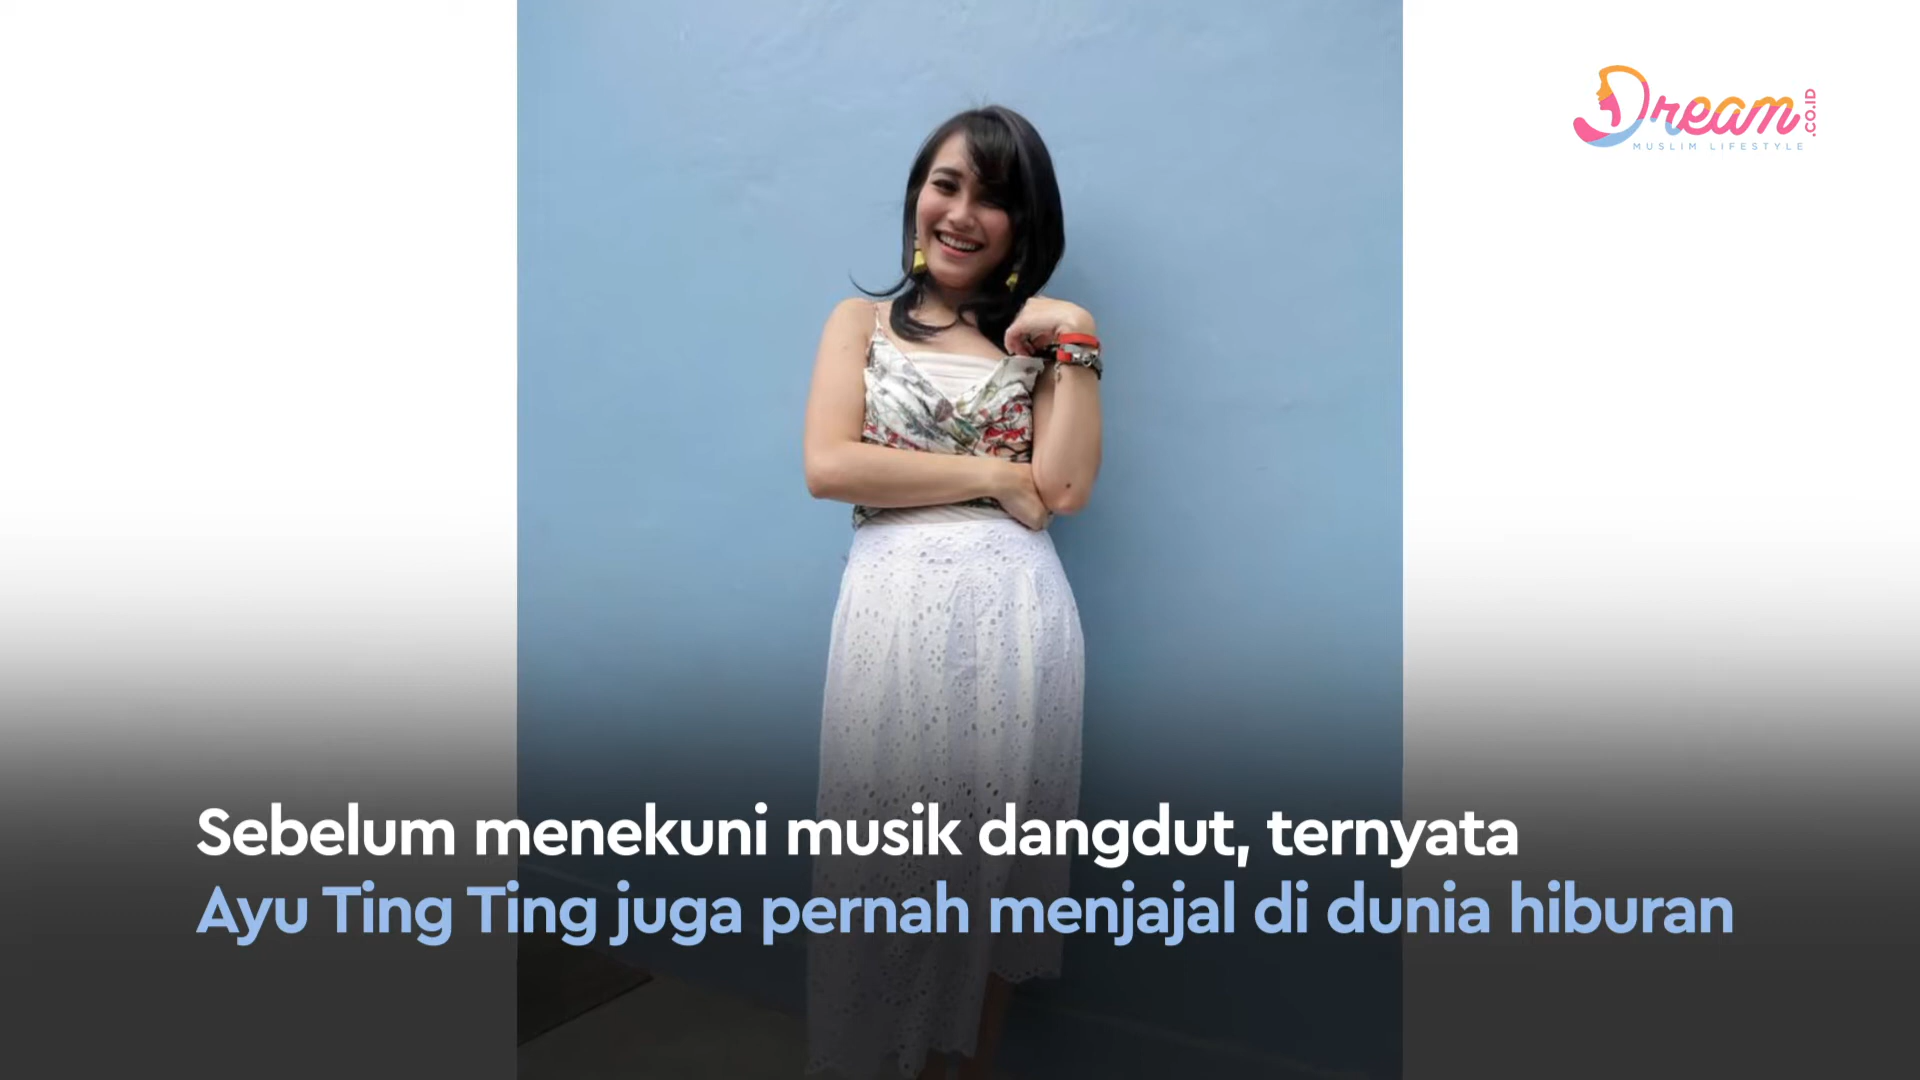 Dream
.CO.ID
MUSLIM LIFESTYLE
Sebelum menekuni musik dangdut, ternyata
Ayu Ting Ting juga pernah menjajal di dunia hiburan